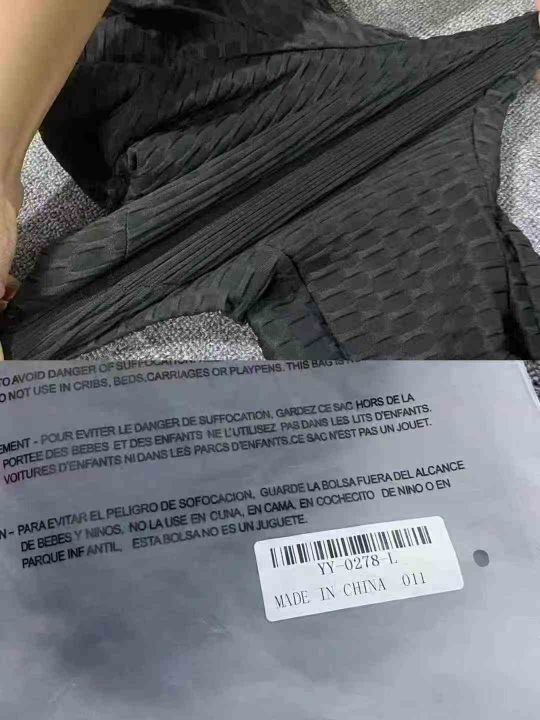 TO AVOID DANGER OF SUFFOCATION,
O NOT USE IN CRIBS, BEDS,CARRIAGES OR PLAYPENS. THIS BAG IS
EMENT - POUR EVITER LE DANGER DE SUFFOCATION, GARDEZ CE SAC HORS DE LA
PORTEE DES BEBES ET DES ENFANTS NE L'UTILISEZ PAS DANS LES LITS D'ENFANTS.
VOITURES D'ENFANTS NI DANS LES PARCS D'ENFANTS.CE SAC N'EST PAS UN JOUET.
N - PARA EVITAR EL PELIGRO DE SOFOCACION, GUARDE LA BOLSA FUERA DEL ALCANCE
DE BEBES Y NINOS, NO LA USE EN CUNA, EN CAMA, EN COCHECITO DE NINO O EN
PARQUE INFANTIL, ESTA BOLSA NO ES UN JUGUETE.
YY-0278-L
MADE IN CHINA 011